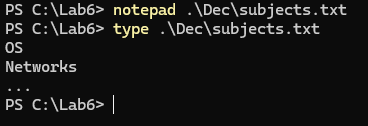 PS C:\Lab6> notepad .\Dec\subjects.txt
PS C:\Lab6> type .\Dec\subjects.txt
OS
Networks
...
PS C:\Lab6>